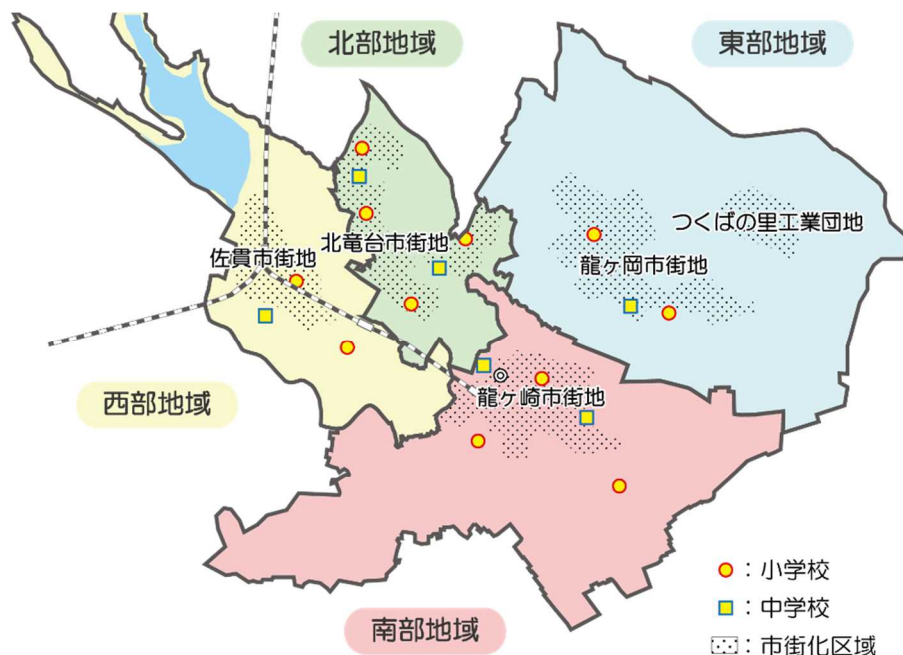 北部地域
東部地域
つくばの里工業団地
北竜台市街地
佐貫市街地
龍ヶ岡市街地
西部地域
龍ヶ崎市街地
：小学校
：中学校
南部地域
：市街化区域